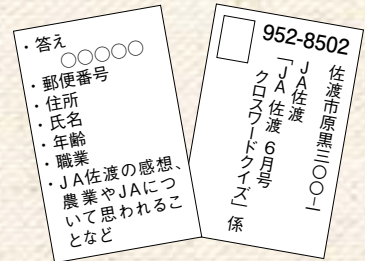 ・答え
○○○○○
・郵便番号
・住所
・氏名
・年齢
・職業
・JA佐渡の感想、
農業やJAにつ
いて思われるこ
となど
952-8502
佐渡市原黒三〇〇-一
JA佐渡
「JA佐渡 6月号
クロスワードクイズ」係